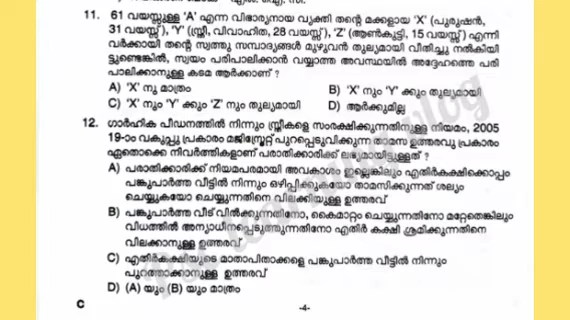 11. 61 വയസ്സുള്ള 'A' എന്ന വിഭാര്യനായ വ്യക്തി തന്റെ മക്കളായ 'X' (പുരുഷൻ,
31 വയസ്സ്), 'Y' (സ്ത്രീ, വിവാഹിത, 28 വയസ്സ്), 'Z' (ആൺകുട്ടി, 15 വയസ്സ്) എന്നി
വർക്കായി തന്റെ സ്വത്തു സമ്പാദ്യങ്ങൾ മുഴുവൻ തുല്യമായി വീതിച്ചു നൽകിയി
ട്ടുണ്ടെങ്കിൽ, സ്വയം പരിപാലിക്കാൻ വയ്യാത്ത അവസ്ഥയിൽ അദ്ദേഹത്തെ പരി
പാലിക്കാനുള്ള കടമ ആർക്കാണ് ?
A) 'X' നു മാത്രം B) 'X' നും 'Y' ക്കും തുല്യമായി
C) 'X' നും 'Y' ക്കും 'Z' നും തുല്യമായി D) ആർക്കുമില്ല
12. ഗാർഹിക പീഡനത്തിൽ നിന്നും സ്ത്രീകളെ സംരക്ഷിക്കുന്നതിനുള്ള നിയമം, 2005
19-ാം വകുപ്പു പ്രകാരം മജിസ്ട്രേറ്റ് പുറപ്പെടുവിക്കുന്ന താമസ ഉത്തരവു പ്രകാരം
ഏതൊക്കെ നിവർത്തികളാണ് പരാതിക്കാരിക്ക് ലഭ്യമായിട്ടുള്ളത് ?
A) പരാതിക്കാരിക്ക് നിയമപരമായി അവകാശം ഇല്ലെങ്കിലും എതിർകക്ഷിക്കൊപ്പം
പങ്കുപാർത്ത വീട്ടിൽ നിന്നും ഒഴിപ്പിക്കുകയോ താമസിക്കുന്നത് ശല്യം
ചെയ്യുകയോ ചെയ്യുന്നതിനെ വിലക്കിയുള്ള ഉത്തരവ്
B) പങ്കുപാർത്ത വീട് വിൽക്കുന്നതിനോ, കൈമാറ്റം ചെയ്യുന്നതിനോ മറ്റേതെങ്കിലും
വിധത്തിൽ അന്യാധീനപ്പെടുത്തുന്നതിനോ എതിർ കക്ഷി ശ്രമിക്കുന്നതിനെ
വിലക്കാനുള്ള ഉത്തരവ്
C) എതിർകക്ഷിയുടെ മാതാപിതാക്കളെ പങ്കുപാർത്ത വീട്ടിൽ നിന്നും
പുറത്താക്കാനുള്ള ഉത്തരവ്
D) (A) യും (B) യും മാത്രം
C -4-